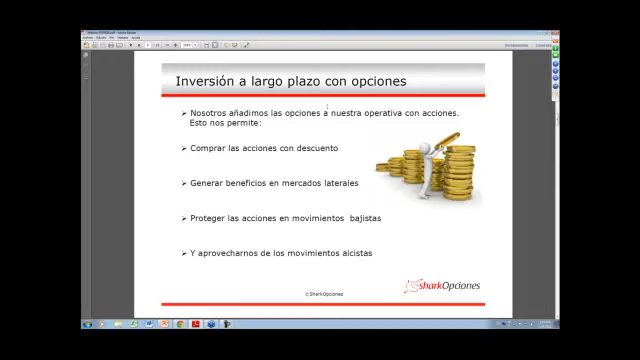 Inversión a largo plazo con opciones
➢ Nosotros añadimos las opciones a nuestra operativa con acciones.
Esto nos permite:
➢ Comprar las acciones con descuento
➢ Generar beneficios en mercados laterales
➢ Proteger las acciones en movimientos bajistas
➢ Y aprovecharnos de los movimientos alcistas
sharkOpciones
©SharkOpciones